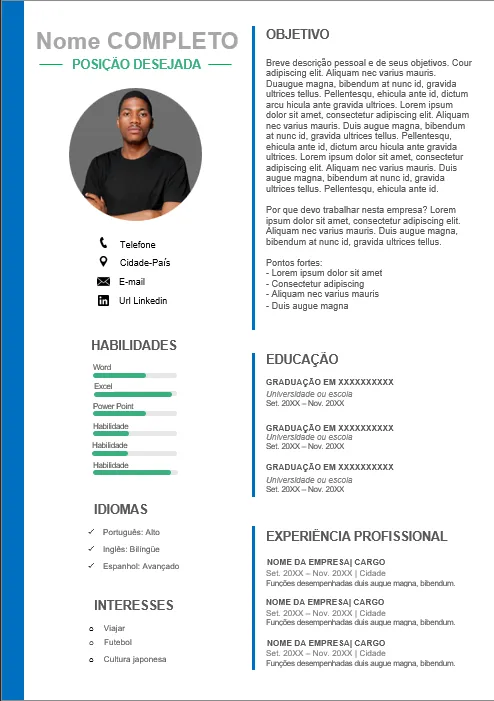 Nome COMPLETO
POSIÇÃO DESEJADA
Telefone
Cidade-País
E-mail
Url Linkedin
HABILIDADES
Word
Excel
Power Point
Habilidade
Habilidade
Habilidade
IDIOMAS
Português: Alto
Inglês: Bilíngüe
Espanhol: Avançado
INTERESSES
Viajar
Futebol
Cultura japonesa
OBJETIVO
Breve descrição pessoal e de seus objetivos. Cour
adipiscing elit. Aliquam nec varius mauris.
Duaugue magna, bibendum at nunc id, gravida
ultrices tellus. Pellentesqu, ehicula ante id, dictum
arcu hicula ante gravida ultrices. Lorem ipsum
dolor sit amet, consectetur adipiscing elit. Aliquam
nec varius mauris. Duis augue magna, bibendum
at nunc id, gravida ultrices tellus. Pellentesqu,
ehicula ante id, dictum arcu hicula ante gravida
ultrices. Lorem ipsum dolor sit amet, consectetur
adipiscing elit. Aliquam nec varius mauris. Duis
augue magna, bibendum at nunc id, gravida
ultrices tellus. Pellentesqu, ehicula ante id.
Por que devo trabalhar nesta empresa? Lorem
ipsum dolor sit amet, consectetur adipiscing elit.
Aliquam nec varius mauris. Duis augue magna,
bibendum at nunc id, gravida ultrices tellus.
Pontos fortes:
- Lorem ipsum dolor sit amet
- Consectetur adipiscing
- Aliquam nec varius mauris
- Duis augue magna
EDUCAÇÃO
GRADUAÇÃO EM XXXXXXXXXX
Universidade ou escola
Set. 20XX – Nov. 20XX
GRADUAÇÃO EM XXXXXXXXXX
Universidade ou escola
Set. 20XX – Nov. 20XX
GRADUAÇÃO EM XXXXXXXXXX
Universidade ou escola
Set. 20XX – Nov. 20XX
EXPERIÊNCIA PROFISSIONAL
NOME DA EMPRESA| CARGO
Set. 20XX – Nov. 20XX | Cidade
Funções desempenhadas duis augue magna, bibendum.
NOME DA EMPRESA| CARGO
Set. 20XX – Nov. 20XX | Cidade
Funções desempenhadas duis augue magna, bibendum.
NOME DA EMPRESA| CARGO
Set. 20XX – Nov. 20XX | Cidade
Funções desempenhadas duis augue magna, bibendum.